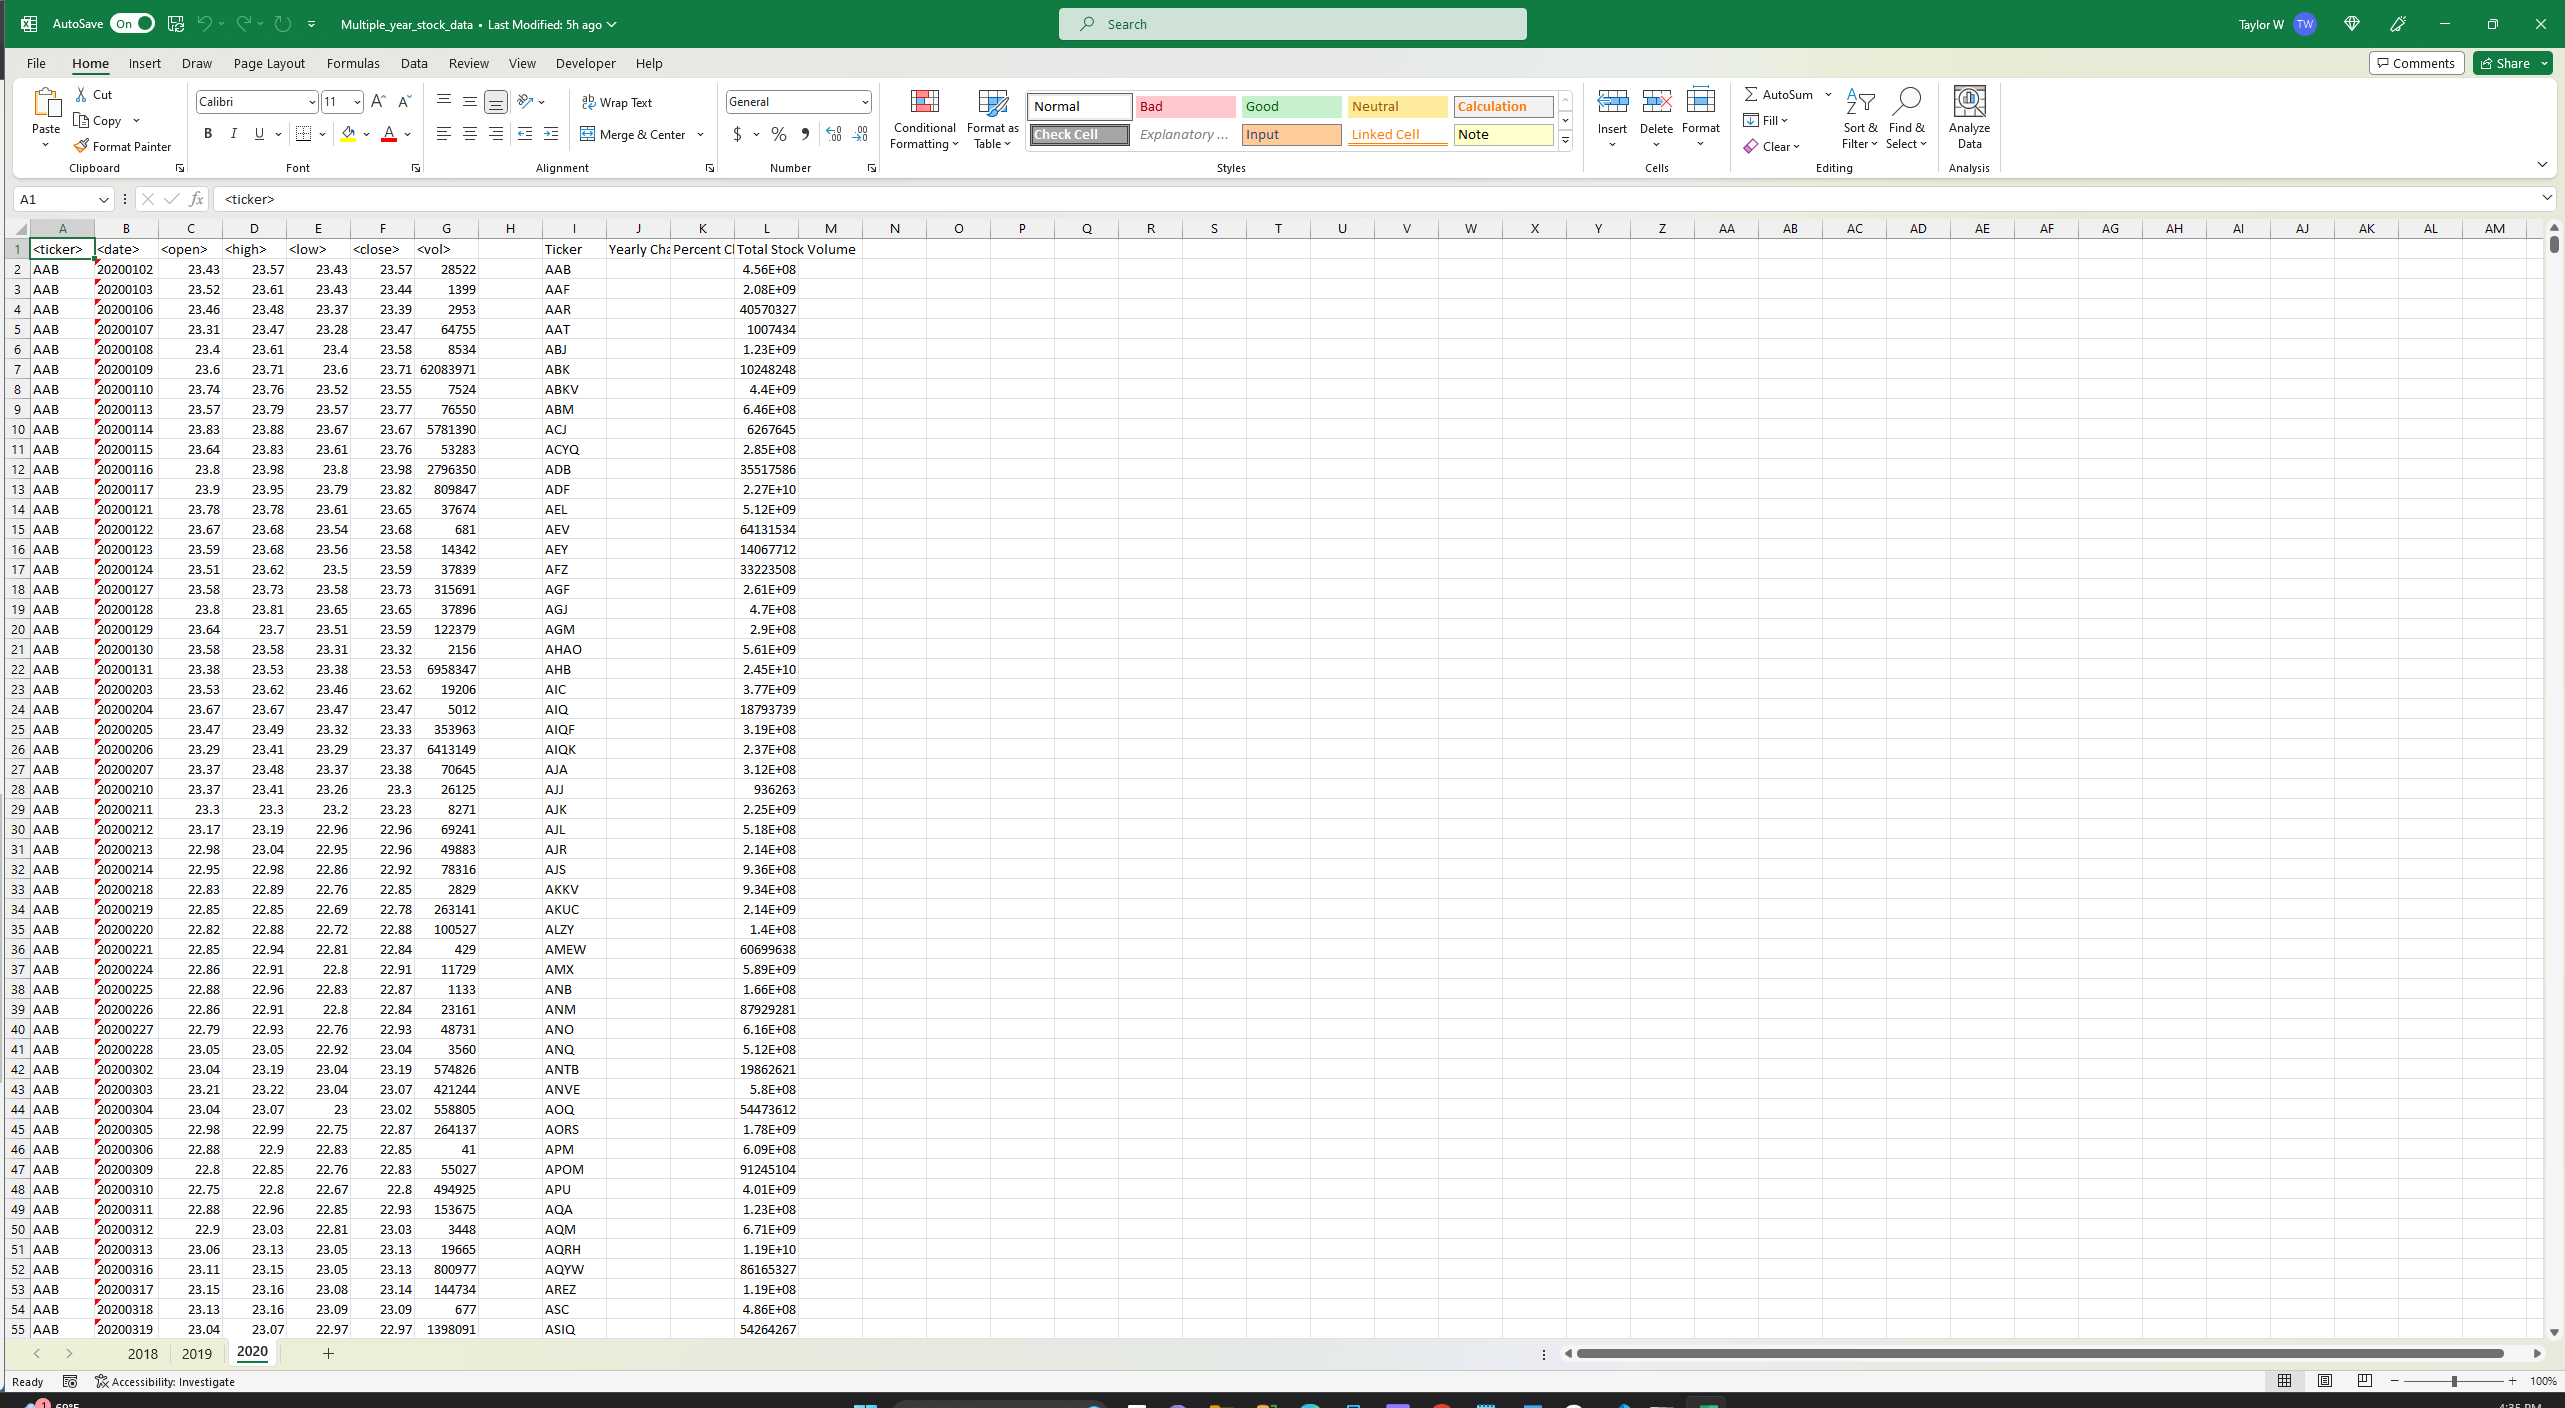 AutoSave On Multiple_year_stock_data • Last Modified: 5h ago Search Taylor W TW
File Home Insert Draw Page Layout Formulas Data Review View Developer Help Comments Share
Paste Cut Copy Format Painter Clipboard
Calibri 11 B I U A Font
Wrap Text Merge & Center Alignment
General $ % Number
Conditional Formatting Format as Table
Normal Bad Good Neutral Calculation
Check Cell Explanatory ... Input Linked Cell Note
Styles
Insert Delete Format Cells
AutoSum Fill Clear Sort & Filter Find & Select Editing
Analyze Data Analysis
A1 fx <ticker>
A B C D E F G H I J K L M N O P Q R S T U V W X Y Z AA AB AC AD AE AF AG AH AI AJ AK AL AM
1 <ticker> <date> <open> <high> <low> <close> <vol> Ticker Yearly Cha Percent Cl Total Stock Volume
2 AAB 20200102 23.43 23.57 23.43 23.57 28522 AAB 4.56E+08
3 AAB 20200103 23.52 23.61 23.43 23.44 1399 AAF 2.08E+09
4 AAB 20200106 23.46 23.48 23.37 23.39 2953 AAR 40570327
5 AAB 20200107 23.31 23.47 23.28 23.47 64755 AAT 1007434
6 AAB 20200108 23.4 23.61 23.4 23.58 8534 ABJ 1.23E+09
7 AAB 20200109 23.6 23.71 23.6 23.71 62083971 ABK 10248248
8 AAB 20200110 23.74 23.76 23.52 23.55 7524 ABKV 4.4E+09
9 AAB 20200113 23.57 23.79 23.57 23.77 76550 ABM 6.46E+08
10 AAB 20200114 23.83 23.88 23.67 23.67 5781390 ACJ 6267645
11 AAB 20200115 23.64 23.83 23.61 23.76 53283 ACYQ 2.85E+08
12 AAB 20200116 23.8 23.98 23.8 23.98 2796350 ADB 35517586
13 AAB 20200117 23.9 23.95 23.79 23.82 809847 ADF 2.27E+10
14 AAB 20200121 23.78 23.78 23.61 23.65 37674 AEL 5.12E+09
15 AAB 20200122 23.67 23.68 23.54 23.68 681 AEV 64131534
16 AAB 20200123 23.59 23.68 23.56 23.58 14342 AEY 14067712
17 AAB 20200124 23.51 23.62 23.5 23.59 37839 AFZ 33223508
18 AAB 20200127 23.58 23.73 23.58 23.73 315691 AGF 2.61E+09
19 AAB 20200128 23.8 23.81 23.65 23.65 37896 AGJ 4.7E+08
20 AAB 20200129 23.64 23.7 23.51 23.59 122379 AGM 2.9E+08
21 AAB 20200130 23.58 23.58 23.31 23.32 2156 AHAO 5.61E+09
22 AAB 20200131 23.38 23.53 23.38 23.53 6958347 AHB 2.45E+10
23 AAB 20200203 23.53 23.62 23.46 23.62 19206 AIC 3.77E+09
24 AAB 20200204 23.67 23.67 23.47 23.47 5012 AIQ 18793739
25 AAB 20200205 23.47 23.49 23.32 23.33 353963 AIQF 3.19E+08
26 AAB 20200206 23.29 23.41 23.29 23.37 6413149 AIQK 2.37E+08
27 AAB 20200207 23.37 23.48 23.37 23.38 70645 AJA 3.12E+08
28 AAB 20200210 23.37 23.41 23.26 23.3 26125 AJJ 936263
29 AAB 20200211 23.3 23.3 23.2 23.23 8271 AJK 2.25E+09
30 AAB 20200212 23.17 23.19 22.96 22.96 69241 AJL 5.18E+08
31 AAB 20200213 22.98 23.04 22.95 22.96 49883 AJR 2.14E+08
32 AAB 20200214 22.95 22.98 22.86 22.92 78316 AJS 9.36E+08
33 AAB 20200218 22.83 22.89 22.76 22.85 2829 AKKV 9.34E+08
34 AAB 20200219 22.85 22.85 22.69 22.78 263141 AKUC 2.14E+09
35 AAB 20200220 22.82 22.88 22.72 22.88 100527 ALZY 1.4E+08
36 AAB 20200221 22.85 22.94 22.81 22.84 429 AMEW 60699638
37 AAB 20200224 22.86 22.91 22.8 22.91 11729 AMX 5.89E+09
38 AAB 20200225 22.88 22.96 22.83 22.87 1133 ANB 1.66E+08
39 AAB 20200226 22.86 22.91 22.8 22.84 23161 ANM 87929281
40 AAB 20200227 22.79 22.93 22.76 22.93 48731 ANO 6.16E+08
41 AAB 20200228 23.05 23.05 22.92 23.04 3560 ANQ 5.12E+08
42 AAB 20200302 23.04 23.19 23.04 23.19 574826 ANTB 19862621
43 AAB 20200303 23.21 23.22 23.04 23.07 421244 ANVE 5.8E+08
44 AAB 20200304 23.04 23.07 23 23.02 558805 AOQ 54473612
45 AAB 20200305 22.98 22.99 22.75 22.87 264137 AORS 1.78E+09
46 AAB 20200306 22.88 22.9 22.83 22.85 41 APM 6.09E+08
47 AAB 20200309 22.8 22.85 22.76 22.83 55027 APOM 91245104
48 AAB 20200310 22.75 22.8 22.67 22.8 494925 APU 4.01E+09
49 AAB 20200311 22.88 22.96 22.85 22.93 153675 AQA 1.23E+08
50 AAB 20200312 22.9 23.03 22.81 23.03 3448 AQM 6.71E+09
51 AAB 20200313 23.06 23.13 23.05 23.13 19665 AQRH 1.19E+10
52 AAB 20200316 23.11 23.15 23.05 23.13 800977 AQYW 86165327
53 AAB 20200317 23.15 23.16 23.08 23.14 144734 AREZ 1.19E+08
54 AAB 20200318 23.13 23.16 23.09 23.09 677 ASC 4.86E+08
55 AAB 20200319 23.04 23.07 22.97 22.97 1398091 ASIQ 54264267
2018 2019 2020
Ready Accessibility: Investigate 100%